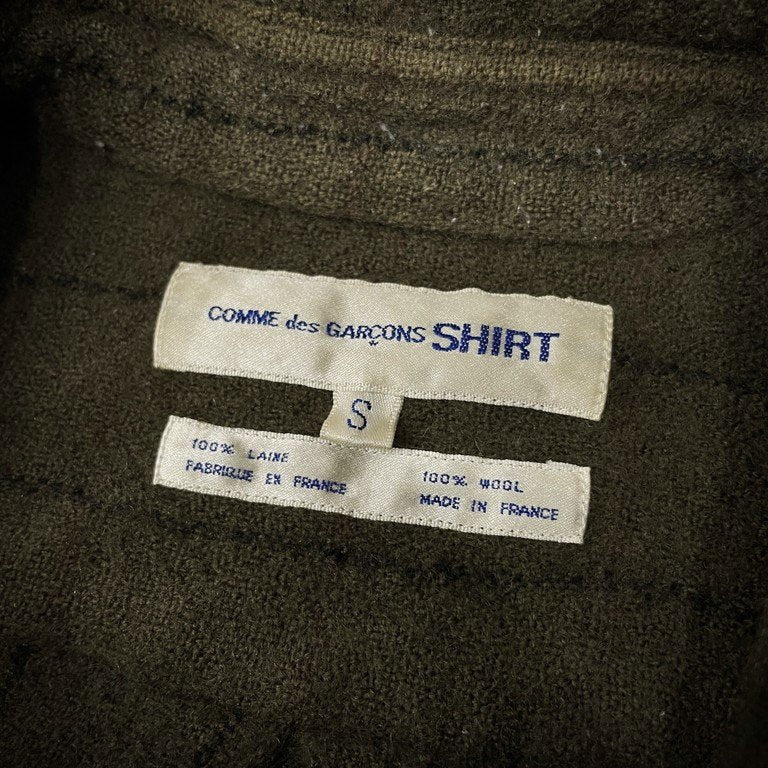 COMME des GARÇONS SHIRT
S
100% LAINE
FABRIQUE EN FRANCE
100% WOOL
MADE IN FRANCE